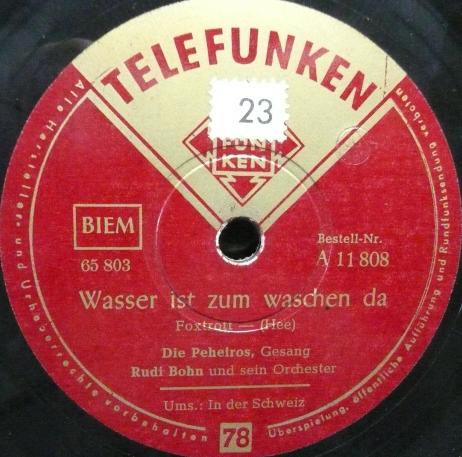 TELEFUNKEN
23
FUN
KEN
BIEM
65 803
Bestell-Nr.
A 11 808
Wasser ist zum waschen da
Foxtrott — (Hee)
Die Peheiros, Gesang
Rudi Bohn und sein Orchester
Ums.: In der Schweiz
78
Alle Hersteller- und Urheberrechte vorbehalten
Überspielung, öffentliche Aufführung und Rundfunksendung verboten